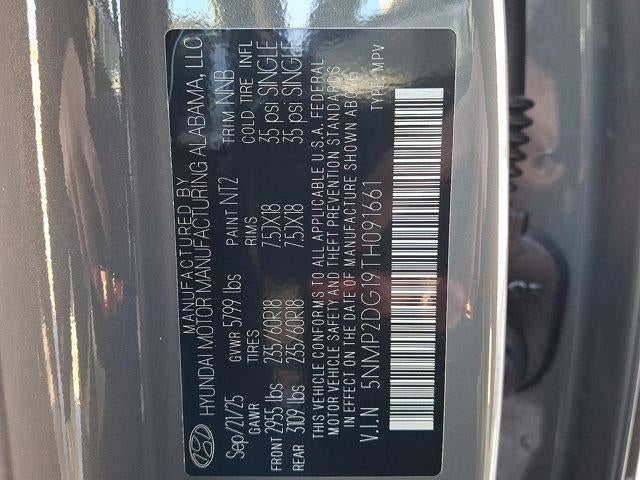 MANUFACTURED BY
HYUNDAI MOTOR MANUFACTURING ALABAMA, LLC
Sep/21/25 GVWR 5799 lbs PAINT NT2 TRIM NNB
GAWR TIRES RIMS COLD TIRE INFL
FRONT 2955 lbs 235/60R18 7.5JX18 35 psi SINGLE
REAR 3109 lbs 235/60R18 7.5JX18 35 psi SINGLE
THIS VEHICLE CONFORMS TO ALL APPLICABLE U.S.A. FEDERAL
MOTOR VEHICLE SAFETY AND THEFT PREVENTION STANDARDS
IN EFFECT ON THE DATE OF MANUFACTURE SHOWN ABOVE.
V.I.N 5NMP2DG19TH091661 TYPE: MPV